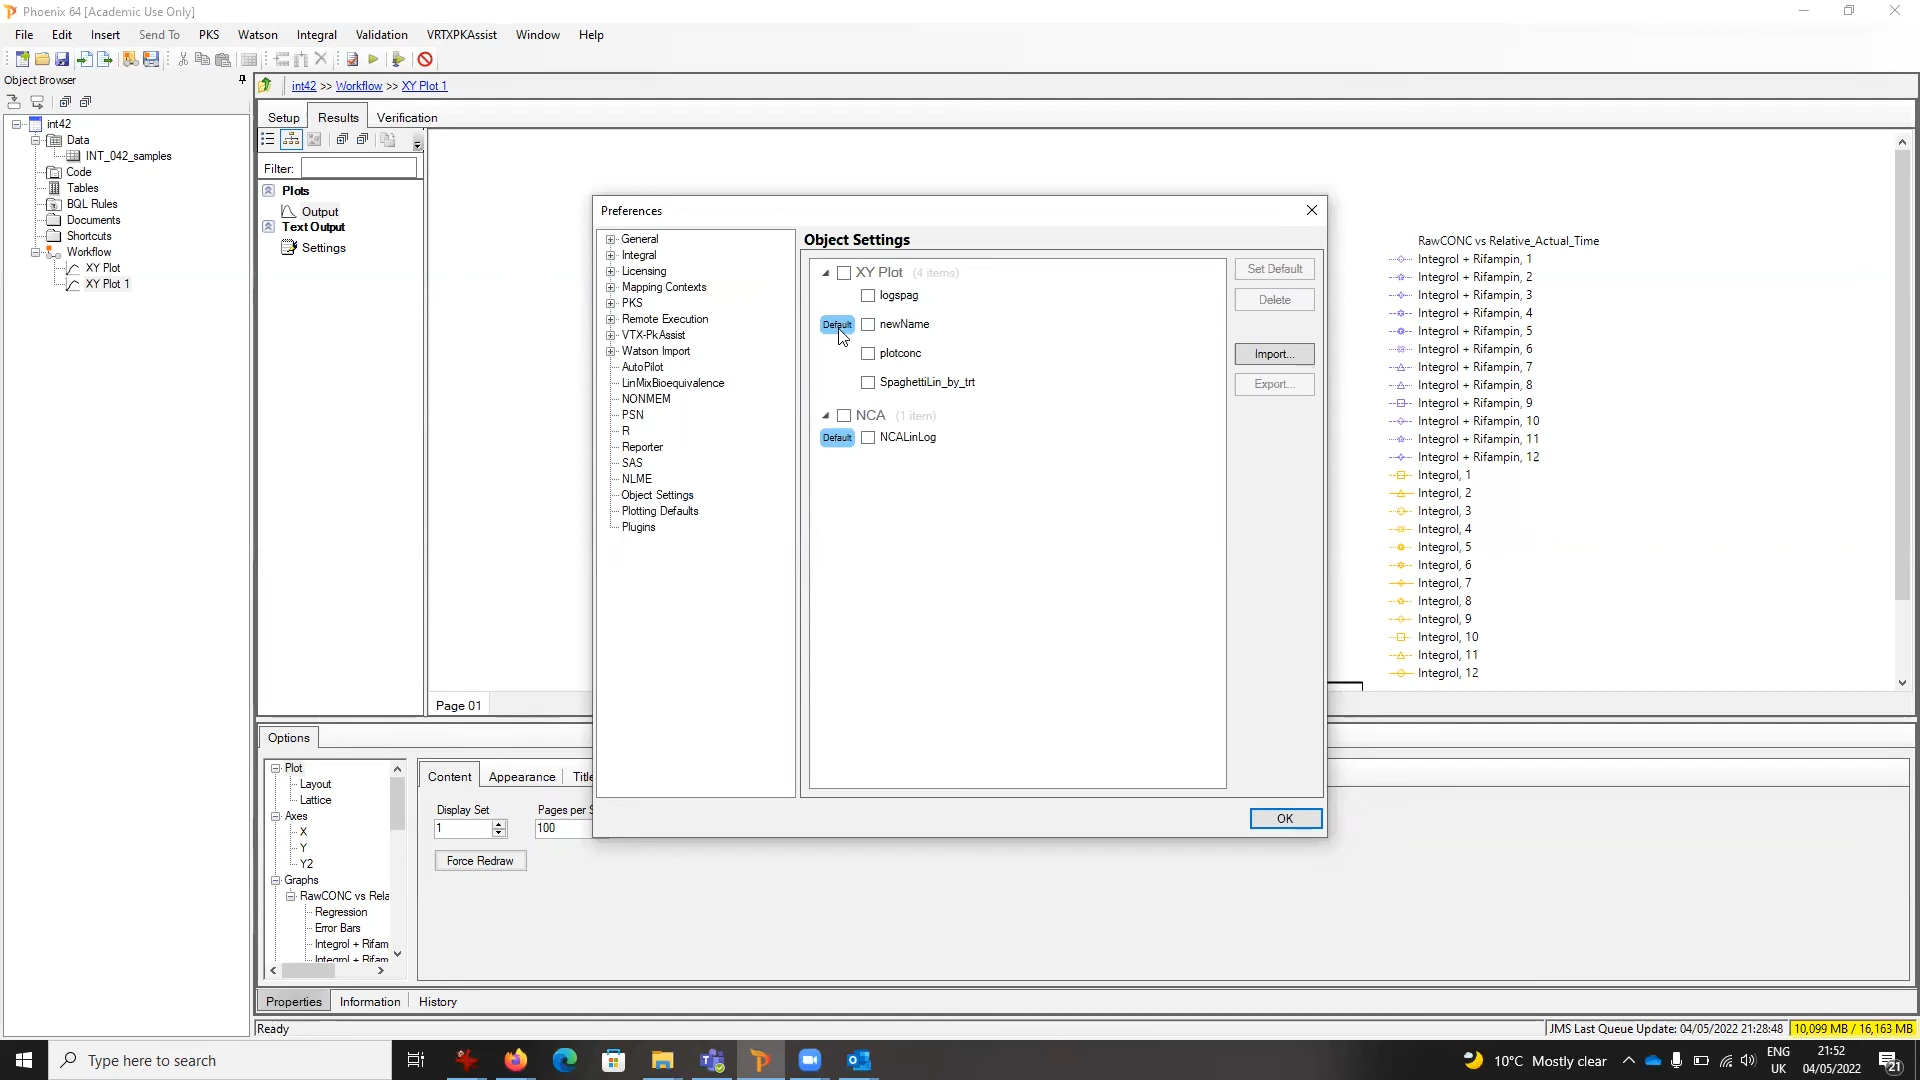 Phoenix 64 [Academic Use Only]
File Edit Insert Send To PKS Watson Integral Validation VRTXPKAssist Window Help
Object Browser
int42 >> Workflow >> XY Plot 1
int42
Data
INT_042_samples
Code
Tables
BQL Rules
Documents
Shortcuts
Workflow
XY Plot
XY Plot 1
Setup Results Verification
Filter:
Plots
Output
Text Output
Settings
Page 01
Preferences
General
Integral
Licensing
Mapping Contexts
PKS
Remote Execution
VTX-PkAssist
Watson Import
AutoPilot
LinMixBioequivalence
NONMEM
PSN
R
Reporter
SAS
NLME
Object Settings
Plotting Defaults
Plugins
Object Settings
XY Plot (4 items)
logspag
Default newName
plotconc
SpaghettiLin_by_trt
NCA (1 item)
Default NCALinLog
Set Default
Delete
Import...
Export...
OK
RawCONC vs Relative_Actual_Time
Integrol + Rifampin, 1
Integrol + Rifampin, 2
Integrol + Rifampin, 3
Integrol + Rifampin, 4
Integrol + Rifampin, 5
Integrol + Rifampin, 6
Integrol + Rifampin, 7
Integrol + Rifampin, 8
Integrol + Rifampin, 9
Integrol + Rifampin, 10
Integrol + Rifampin, 11
Integrol + Rifampin, 12
Integrol, 1
Integrol, 2
Integrol, 3
Integrol, 4
Integrol, 5
Integrol, 6
Integrol, 7
Integrol, 8
Integrol, 9
Integrol, 10
Integrol, 11
Integrol, 12
Options
Plot
Layout
Lattice
Axes
X
Y
Y2
Graphs
RawCONC vs Rela
Regression
Error Bars
Integrol + Rifam
Integrol + Rifam
Content Appearance Title
Display Set Pages per S
1 100
Force Redraw
Properties Information History
Ready JMS Last Queue Update: 04/05/2022 21:28:48 10,099 MB / 16,163 MB
Type here to search
10°C Mostly clear
ENG
UK
21:52
04/05/2022
21